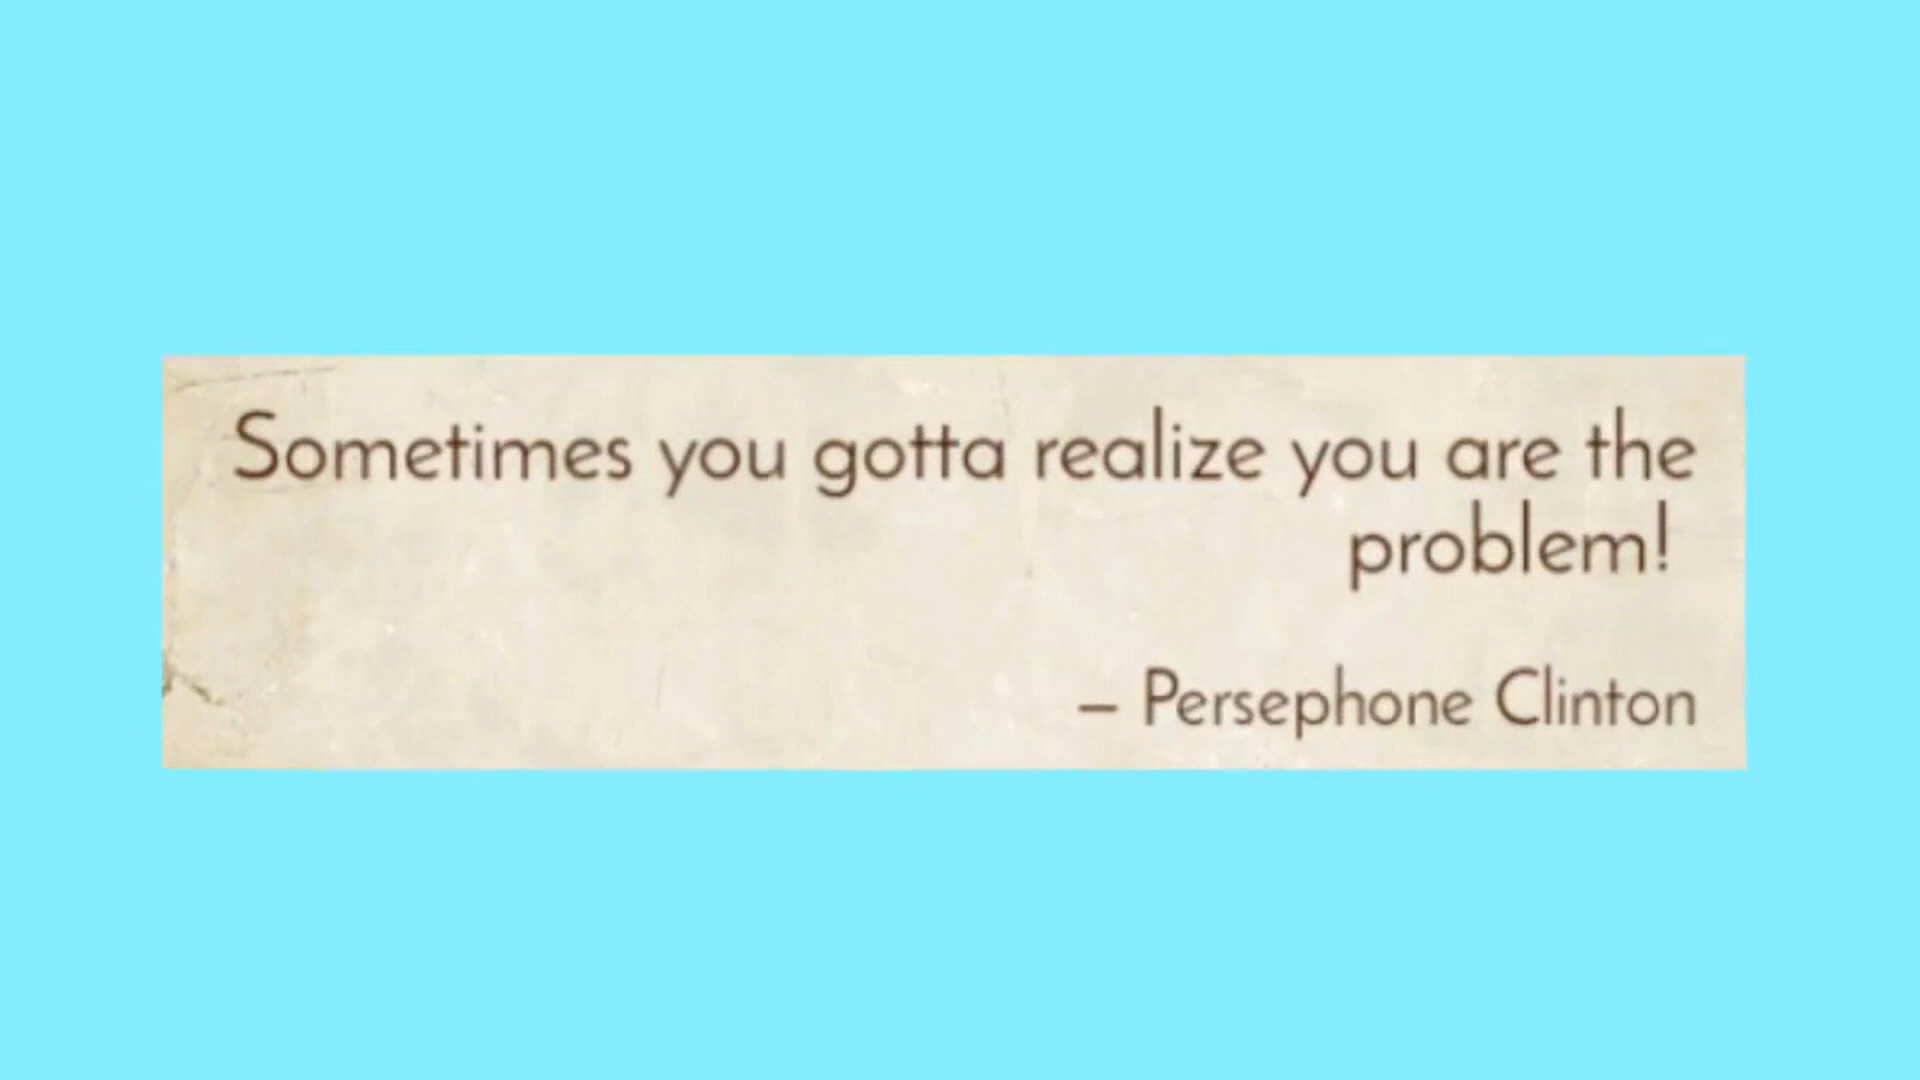 Sometimes you gotta realize you are the
problem!
– Persephone Clinton